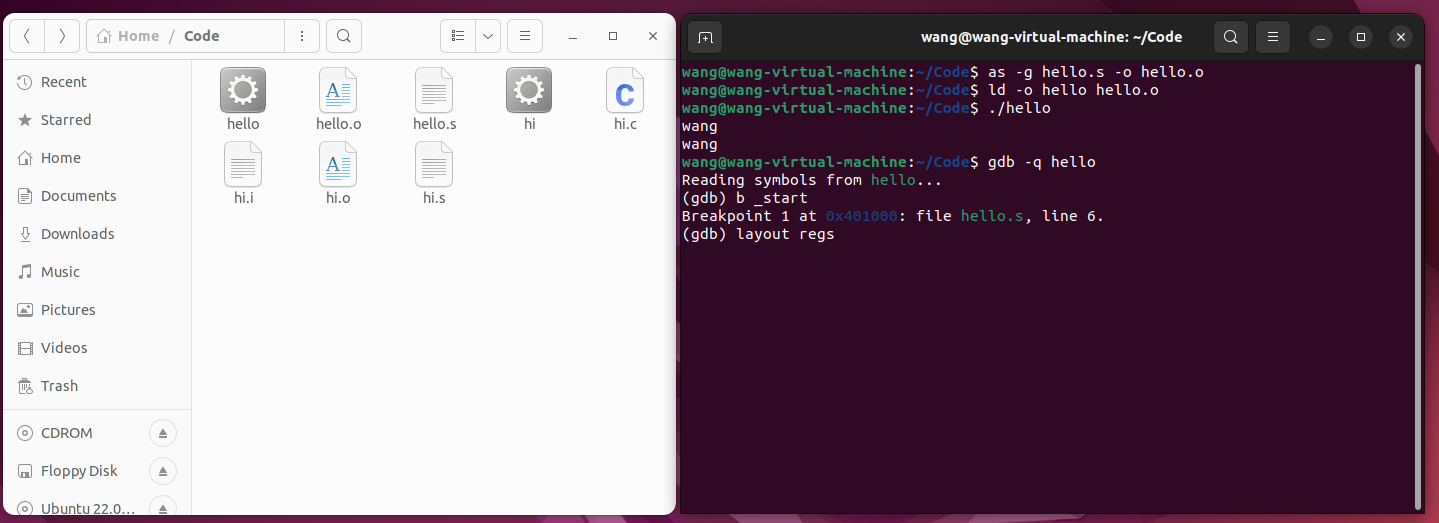 Home / Code
Recent
Starred
Home
Documents
Downloads
Music
Pictures
Videos
Trash
CDROM
Floppy Disk
Ubuntu 22.0...
hello
hello.o
hello.s
hi
hi.c
hi.i
hi.o
hi.s
wang@wang-virtual-machine: ~/Code
wang@wang-virtual-machine:~/Code$ as -g hello.s -o hello.o
wang@wang-virtual-machine:~/Code$ ld -o hello hello.o
wang@wang-virtual-machine:~/Code$ ./hello
wang
wang
wang@wang-virtual-machine:~/Code$ gdb -q hello
Reading symbols from hello...
(gdb) b _start
Breakpoint 1 at 0x401000: file hello.s, line 6.
(gdb) layout regs